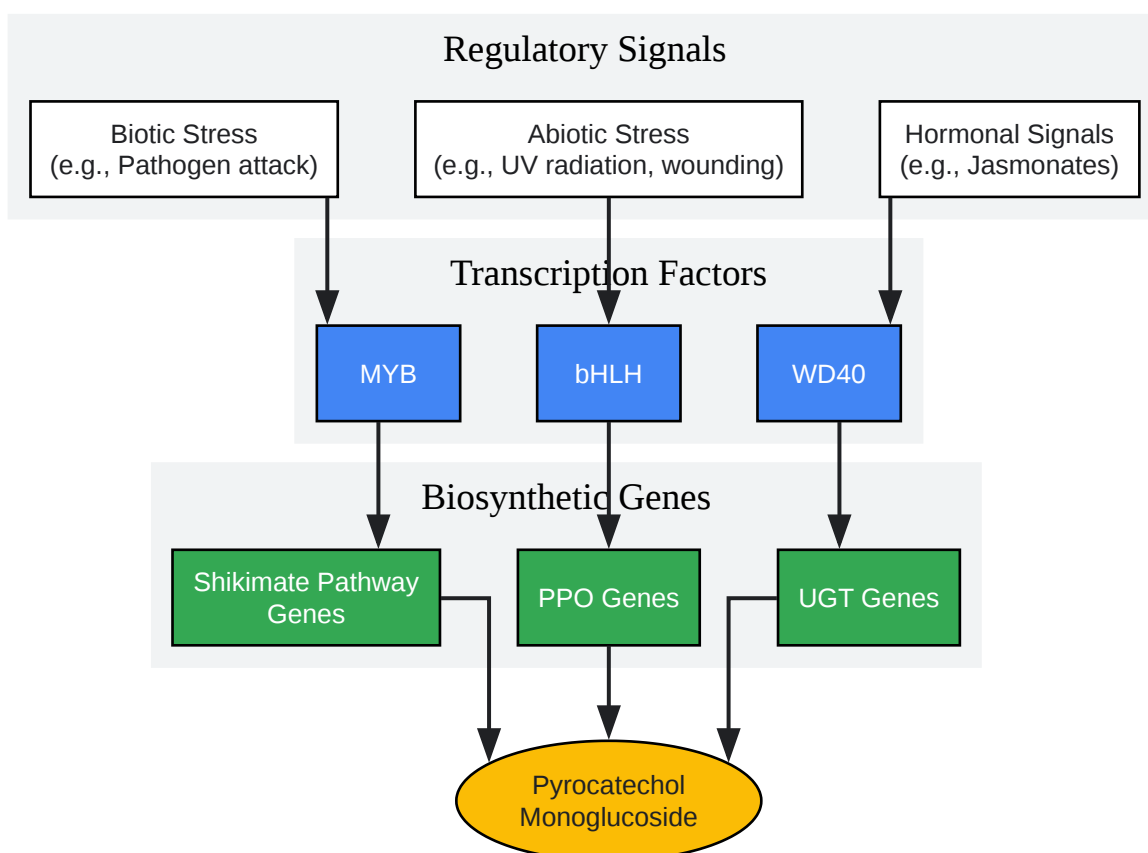 Regulatory Signals
Biotic Stress
(e.g., Pathogen attack)
Abiotic Stress
(e.g., UV radiation, wounding)
Hormonal Signals
(e.g., Jasmonates)
Transcription Factors
MYB
bHLH
WD40
Biosynthetic Genes
Shikimate Pathway
Genes
PPO Genes
UGT Genes
Pyrocatechol
Monoglucoside